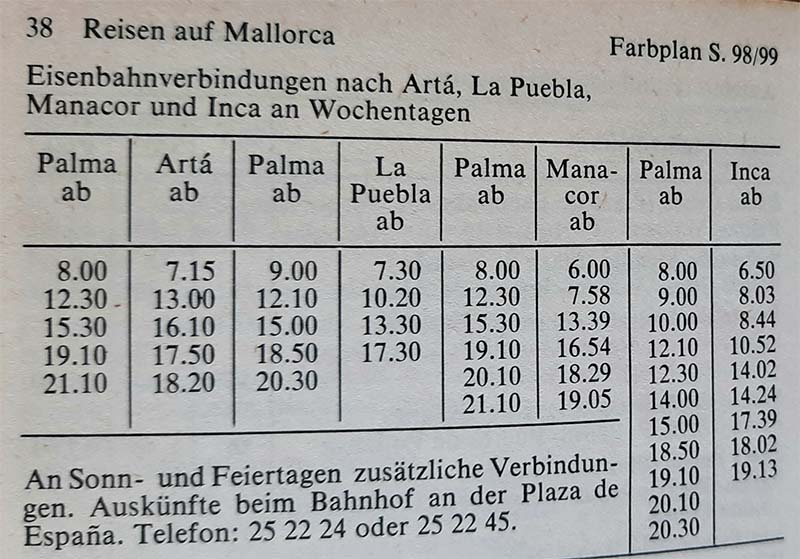 38 Reisen auf Mallorca
Farbplan S. 98/99
Eisenbahnverbindungen nach Artá, La Puebla,
Manacor und Inca an Wochentagen
Palma Artá Palma La Palma Mana- Palma Inca
ab ab ab Puebla ab cor ab ab
ab ab
8.00 7.15 9.00 7.30 8.00 6.00 8.00 6.50
12.30 13.00 12.10 10.20 12.30 7.58 9.00 8.03
15.30 16.10 15.00 13.30 15.30 13.39 10.00 8.44
19.10 17.50 18.50 17.30 19.10 16.54 12.10 10.52
21.10 18.20 20.30 20.10 18.29 12.30 14.02
21.10 19.05 14.00 14.24
15.00 17.39
18.50 18.02
19.10 19.13
20.10
20.30
An Sonn- und Feiertagen zusätzliche Verbindun-
gen. Auskünfte beim Bahnhof an der Plaza de
España. Telefon: 25 22 24 oder 25 22 45.